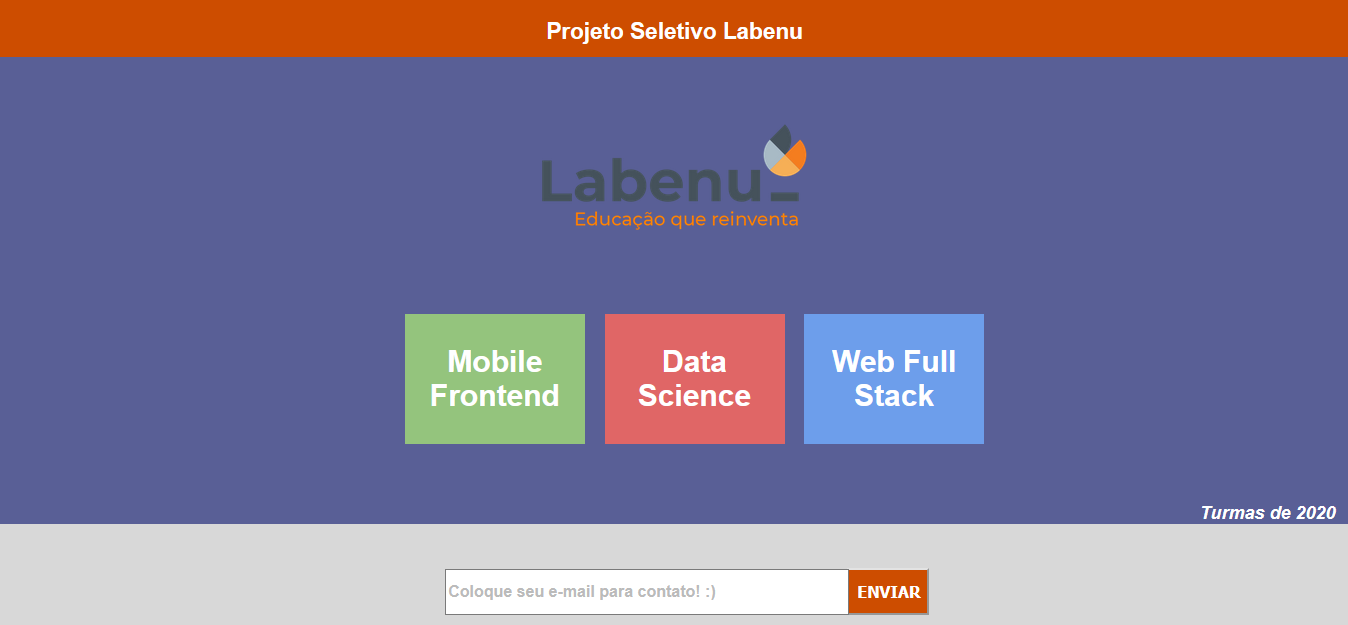 Projeto Seletivo Labenu
Labenu_
Educação que reinventa
Mobile
Frontend
Data
Science
Web Full
Stack
Turmas de 2020
Coloque seu e-mail para contato! :)
ENVIAR